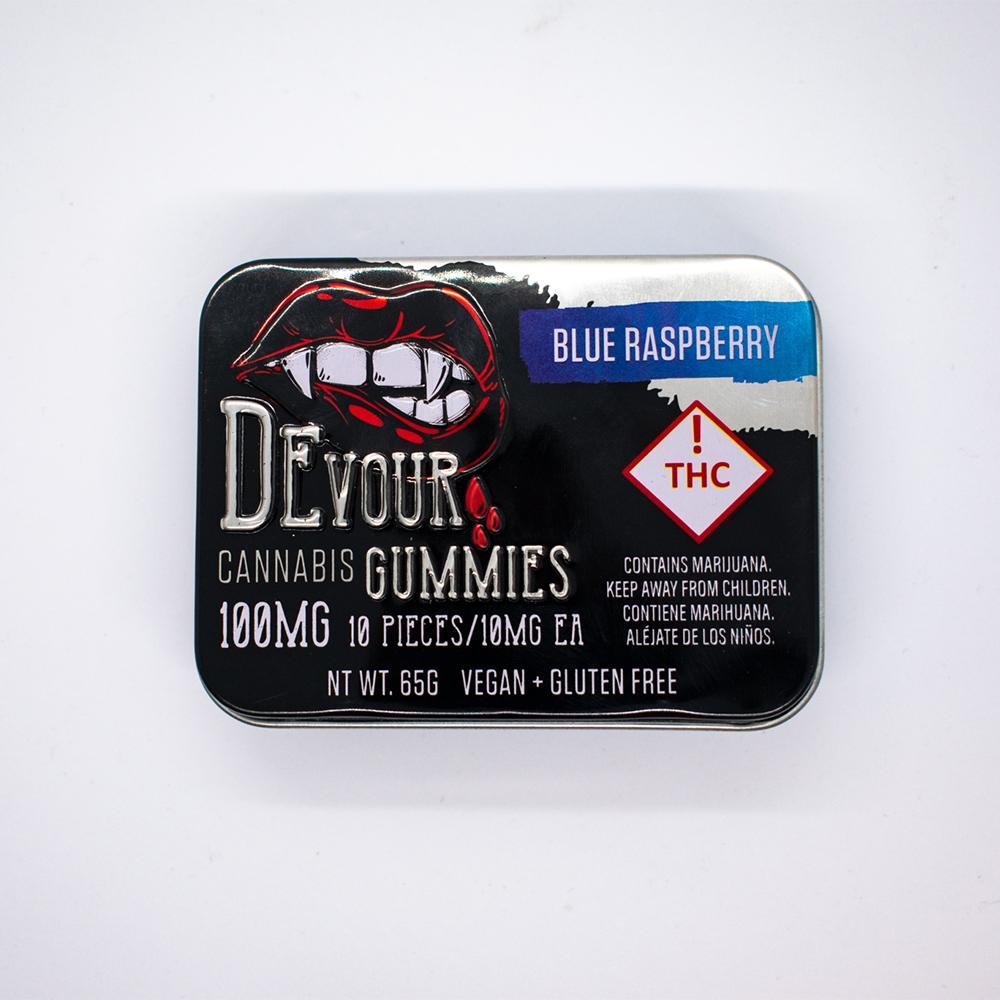 BLUE RASPBERRY
DEVOUR
CANNABIS GUMMIES
100MG 10 PIECES/10MG EA
NT WT. 65G VEGAN + GLUTEN FREE
!
THC
CONTAINS MARIJUANA.
KEEP AWAY FROM CHILDREN.
CONTIENE MARIHUANA.
ALÉJATE DE LOS NIÑOS.